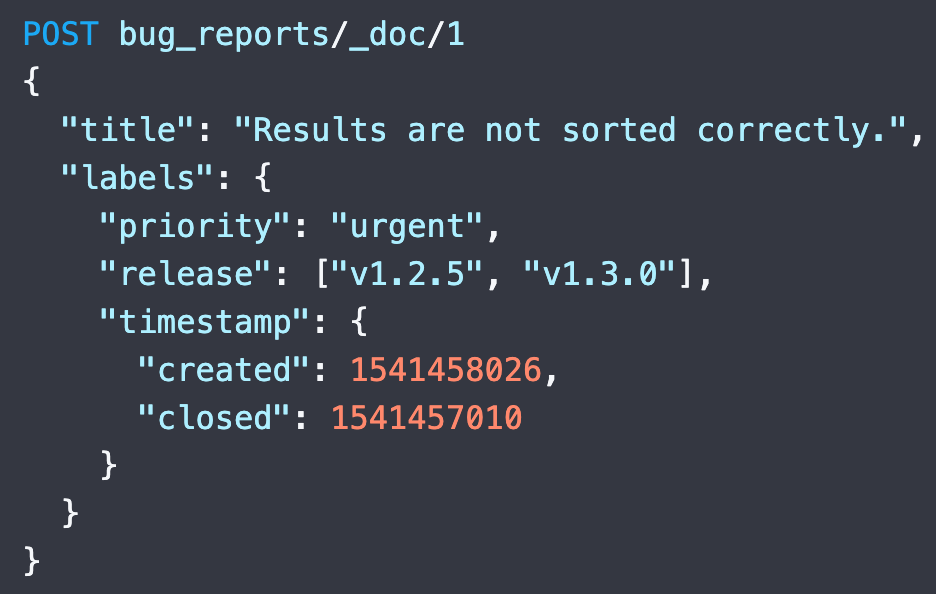 POST bug_reports/_doc/1
{
  "title": "Results are not sorted correctly.",
  "labels": {
    "priority": "urgent",
    "release": ["v1.2.5", "v1.3.0"],
    "timestamp": {
      "created": 1541458026,
      "closed": 1541457010
    }
  }
}